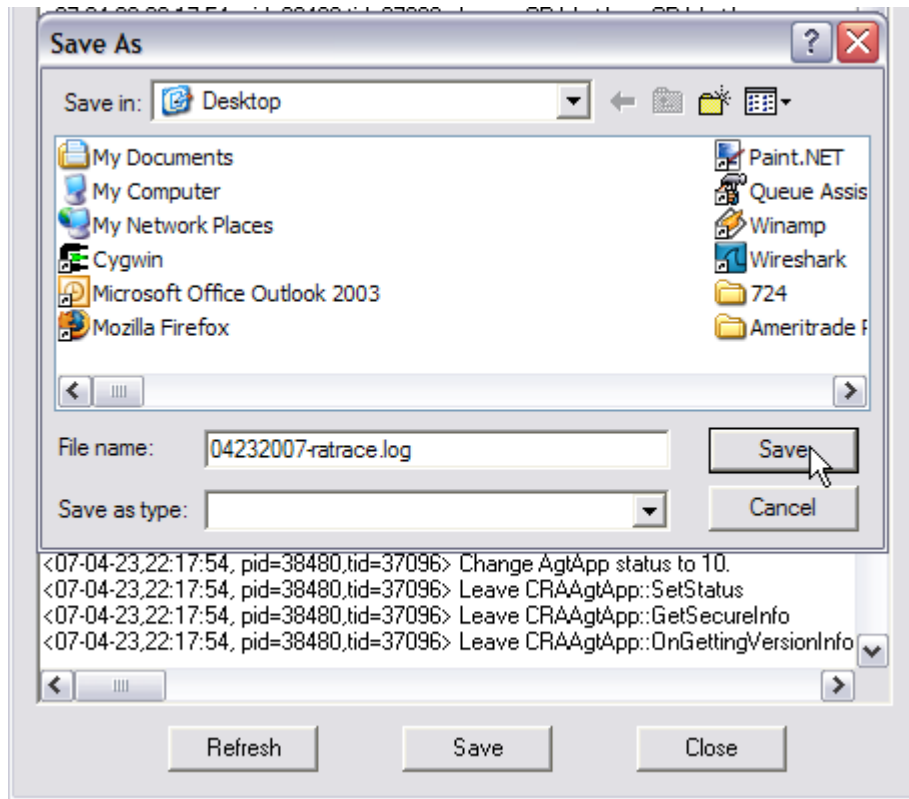 Save As
Save in: Desktop
My Documents
My Computer
My Network Places
Cygwin
Microsoft Office Outlook 2003
Mozilla Firefox
Paint.NET
Queue Assis
Winamp
Wireshark
724
Ameritrade
File name: 04232007-ratrace.log
Save
Save as type:
Cancel
<07-04-23,22:17:54, pid=38480,tid=37096> Change AgtApp status to 10.
<07-04-23,22:17:54, pid=38480,tid=37096> Leave CRAAgtApp::SetStatus
<07-04-23,22:17:54, pid=38480,tid=37096> Leave CRAAgtApp::GetSecureInfo
<07-04-23,22:17:54, pid=38480,tid=37096> Leave CRAAgtApp::OnGettingVersionInfo
Refresh
Save
Close